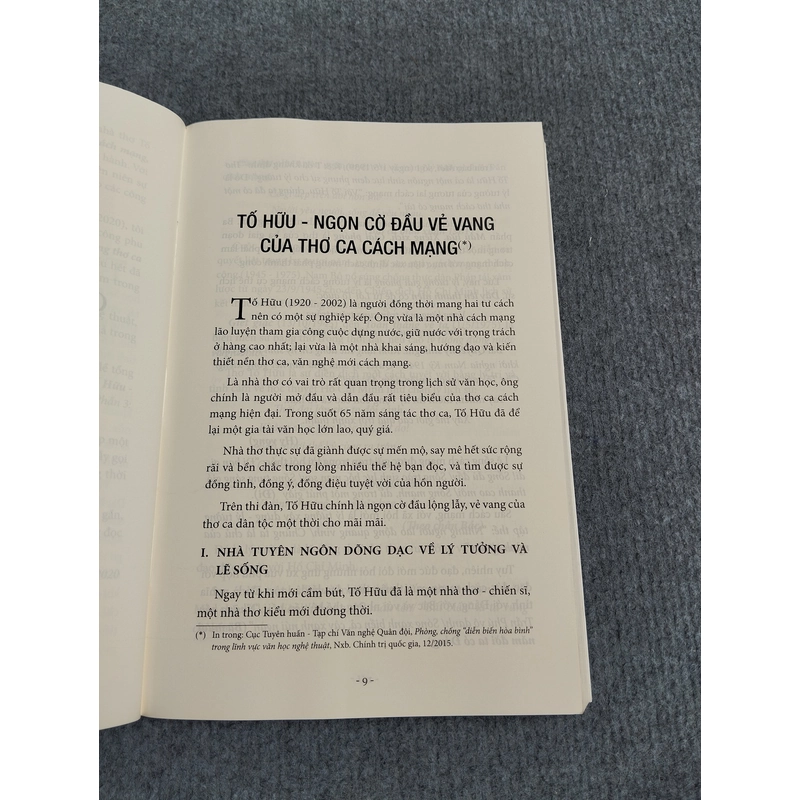 TỐ HỮU - NGỌN CỜ ĐẦU VẺ VANG
CỦA THƠ CA CÁCH MẠNG(*)
Tố Hữu (1920 - 2002) là người đồng thời mang hai tư cách
nên có một sự nghiệp kép. Ông vừa là một nhà cách mạng
lão luyện tham gia công cuộc dựng nước, giữ nước với trọng trách
ở hàng cao nhất; lại vừa là một nhà khai sáng, hướng đạo và kiến
thiết nền thơ ca, văn nghệ mới cách mạng.
Là nhà thơ có vai trò rất quan trọng trong lịch sử văn học, ông
chính là người mở đầu và dẫn đầu rất tiêu biểu của thơ ca cách
mạng hiện đại. Trong suốt 65 năm sáng tác thơ ca, Tố Hữu đã để
lại một gia tài văn học lớn lao, quý giá.
Nhà thơ thực sự đã giành được sự mến mộ, say mê hết sức rộng
rãi và bền chắc trong lòng nhiều thế hệ bạn đọc, và tìm được sự
đồng tình, đồng ý, đồng điệu tuyệt vời của hồn người.
Trên thi đàn, Tố Hữu chính là ngọn cờ đầu lộng lẫy, vẻ vang của
thơ ca dân tộc một thời cho mãi mãi.
I. NHÀ TUYÊN NGÔN DÕNG DẠC VỀ LÝ TƯỞNG VÀ
LẼ SỐNG
Ngay từ khi mới cầm bút, Tố Hữu đã là một nhà thơ - chiến sĩ,
một nhà thơ kiểu mới đương thời.
(*) In trong: Cục Tuyên huấn - Tạp chí Văn nghệ Quân đội, Phòng, chống "diễn biến hòa bình"
trong lĩnh vực văn học nghệ thuật, Nxb. Chính trị quốc gia, 12/2015.
- 9 -